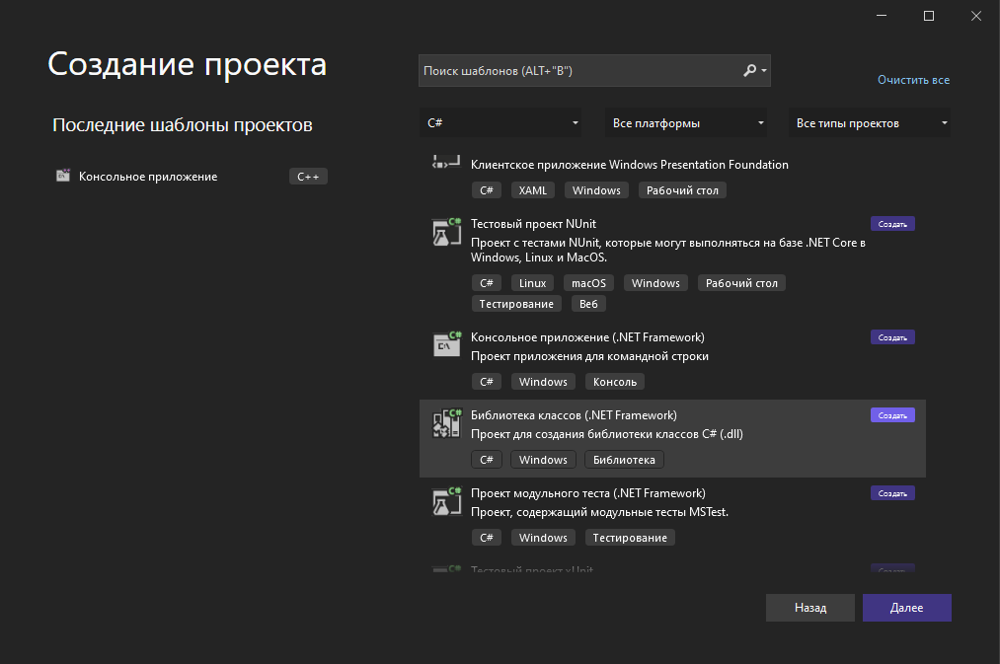 Создание проекта
Последние шаблоны проектов
Консольное приложение C++
Поиск шаблонов (ALT+"B")
Очистить все
C# Все платформы Все типы проектов
Клиентское приложение Windows Presentation Foundation
C# XAML Windows Рабочий стол
Тестовый проект NUnit Создать
Проект с тестами NUnit, которые могут выполняться на базе .NET Core в
Windows, Linux и MacOS.
C# Linux macOS Windows Рабочий стол
Тестирование Веб
Консольное приложение (.NET Framework) Создать
Проект приложения для командной строки
C# Windows Консоль
Библиотека классов (.NET Framework) Создать
Проект для создания библиотеки классов C# (.dll)
C# Windows Библиотека
Проект модульного теста (.NET Framework) Создать
Проект, содержащий модульные тесты MSTest.
C# Windows Тестирование
Тестовый проект xUnit Создать
Назад Далее